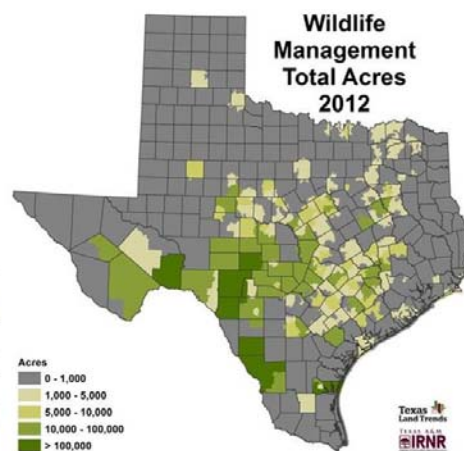 Wildlife
Management
Total Acres
2012
Acres
0 - 1,000
1,000 - 5,000
5,000 - 10,000
10,000 - 100,000
> 100,000
Texas
Land Trends
TEXAS A&M
IRNR